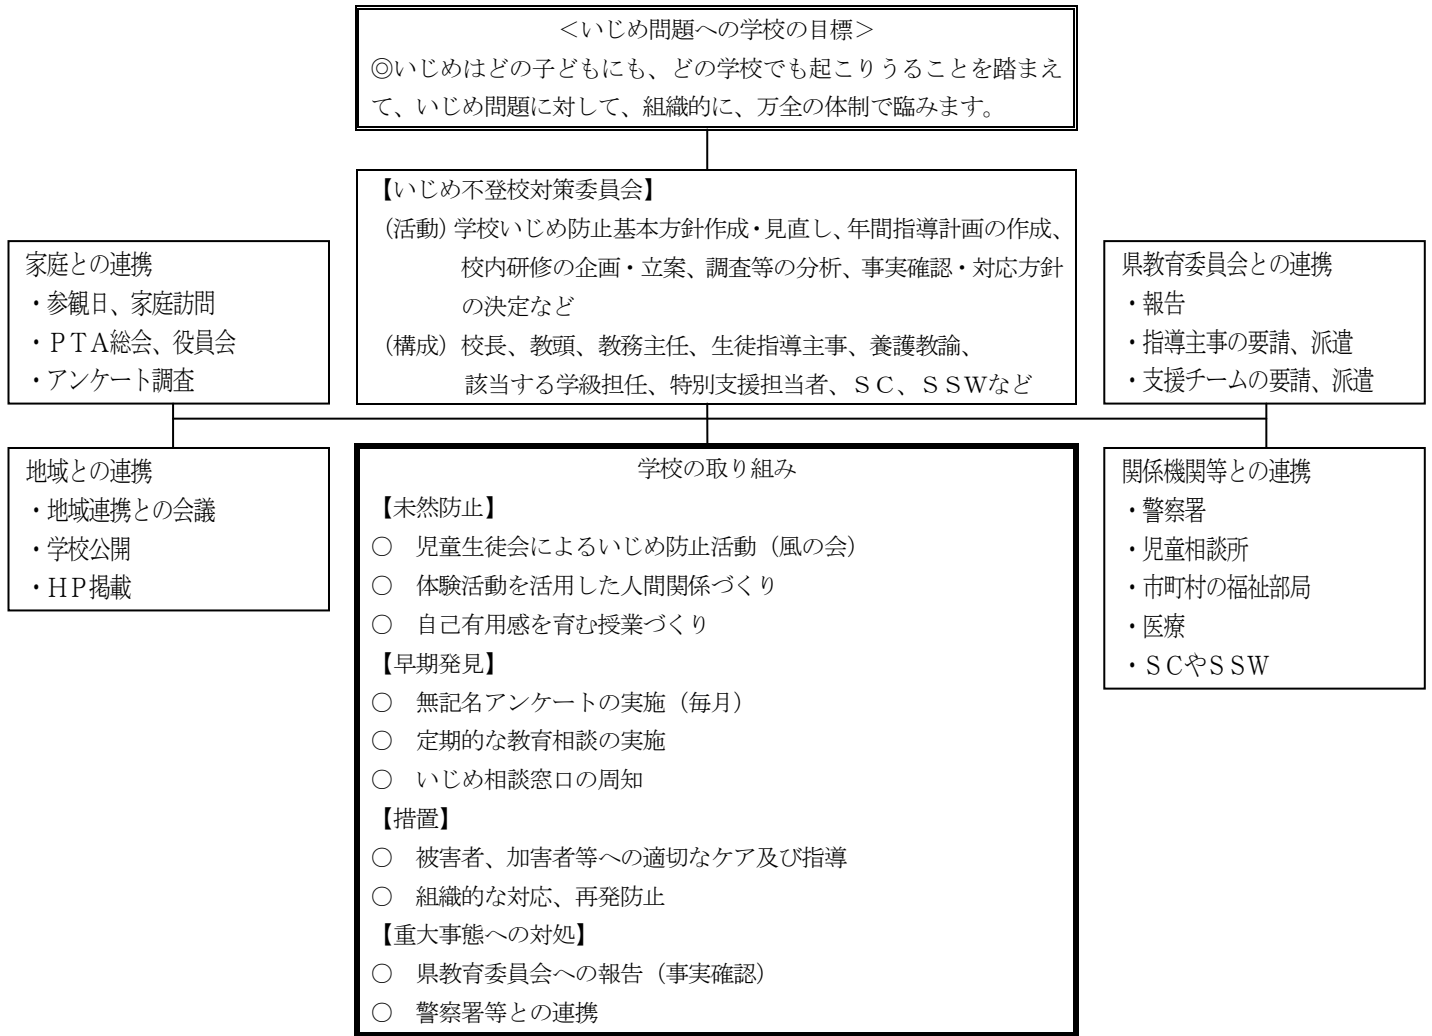 ＜いじめ問題への学校の目標＞
◎いじめはどの子どもにも、どの学校でも起こりうることを踏まえ
て、いじめ問題に対して、組織的に、万全の体制で臨みます。
【いじめ不登校対策委員会】
（活動）学校いじめ防止基本方針作成・見直し、年間指導計画の作成、
校内研修の企画・立案、調査等の分析、事実確認・対応方針
の決定など
（構成）校長、教頭、教務主任、生徒指導主事、養護教諭、
該当する学級担任、特別支援担当者、ＳＣ、ＳＳＷなど
家庭との連携
・参観日、家庭訪問
・ＰＴＡ総会、役員会
・アンケート調査
県教育委員会との連携
・報告
・指導主事の要請、派遣
・支援チームの要請、派遣
地域との連携
・地域連携との会議
・学校公開
・ＨＰ掲載
学校の取り組み
【未然防止】
○　児童生徒会によるいじめ防止活動（風の会）
○　体験活動を活用した人間関係づくり
○　自己有用感を育む授業づくり
【早期発見】
○　無記名アンケートの実施（毎月）
○　定期的な教育相談の実施
○　いじめ相談窓口の周知
【措置】
○　被害者、加害者等への適切なケア及び指導
○　組織的な対応、再発防止
【重大事態への対処】
○　県教育委員会への報告（事実確認）
○　警察署等との連携
関係機関等との連携
・警察署
・児童相談所
・市町村の福祉部局
・医療
・ＳＣやＳＳＷ